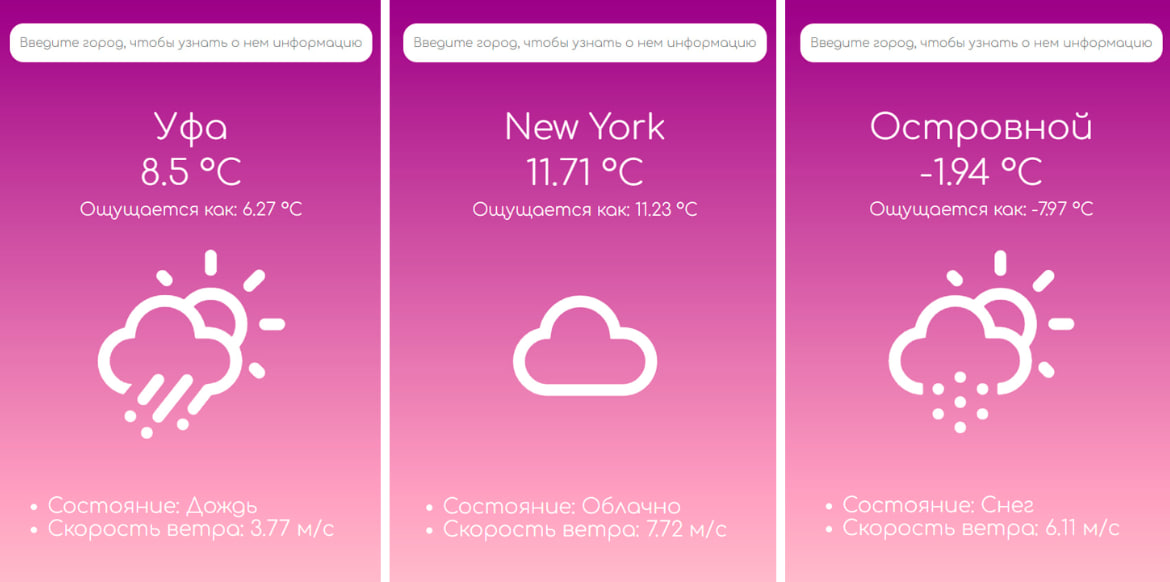 Введите город, чтобы узнать о нем информацию
Уфа
8.5 °C
Ощущается как: 6.27 °C
• Состояние: Дождь
• Скорость ветра: 3.77 м/с
Введите город, чтобы узнать о нем информацию
New York
11.71 °C
Ощущается как: 11.23 °C
• Состояние: Облачно
• Скорость ветра: 7.72 м/с
Введите город, чтобы узнать о нем информацию
Островной
-1.94 °C
Ощущается как: -7.97 °C
• Состояние: Снег
• Скорость ветра: 6.11 м/с